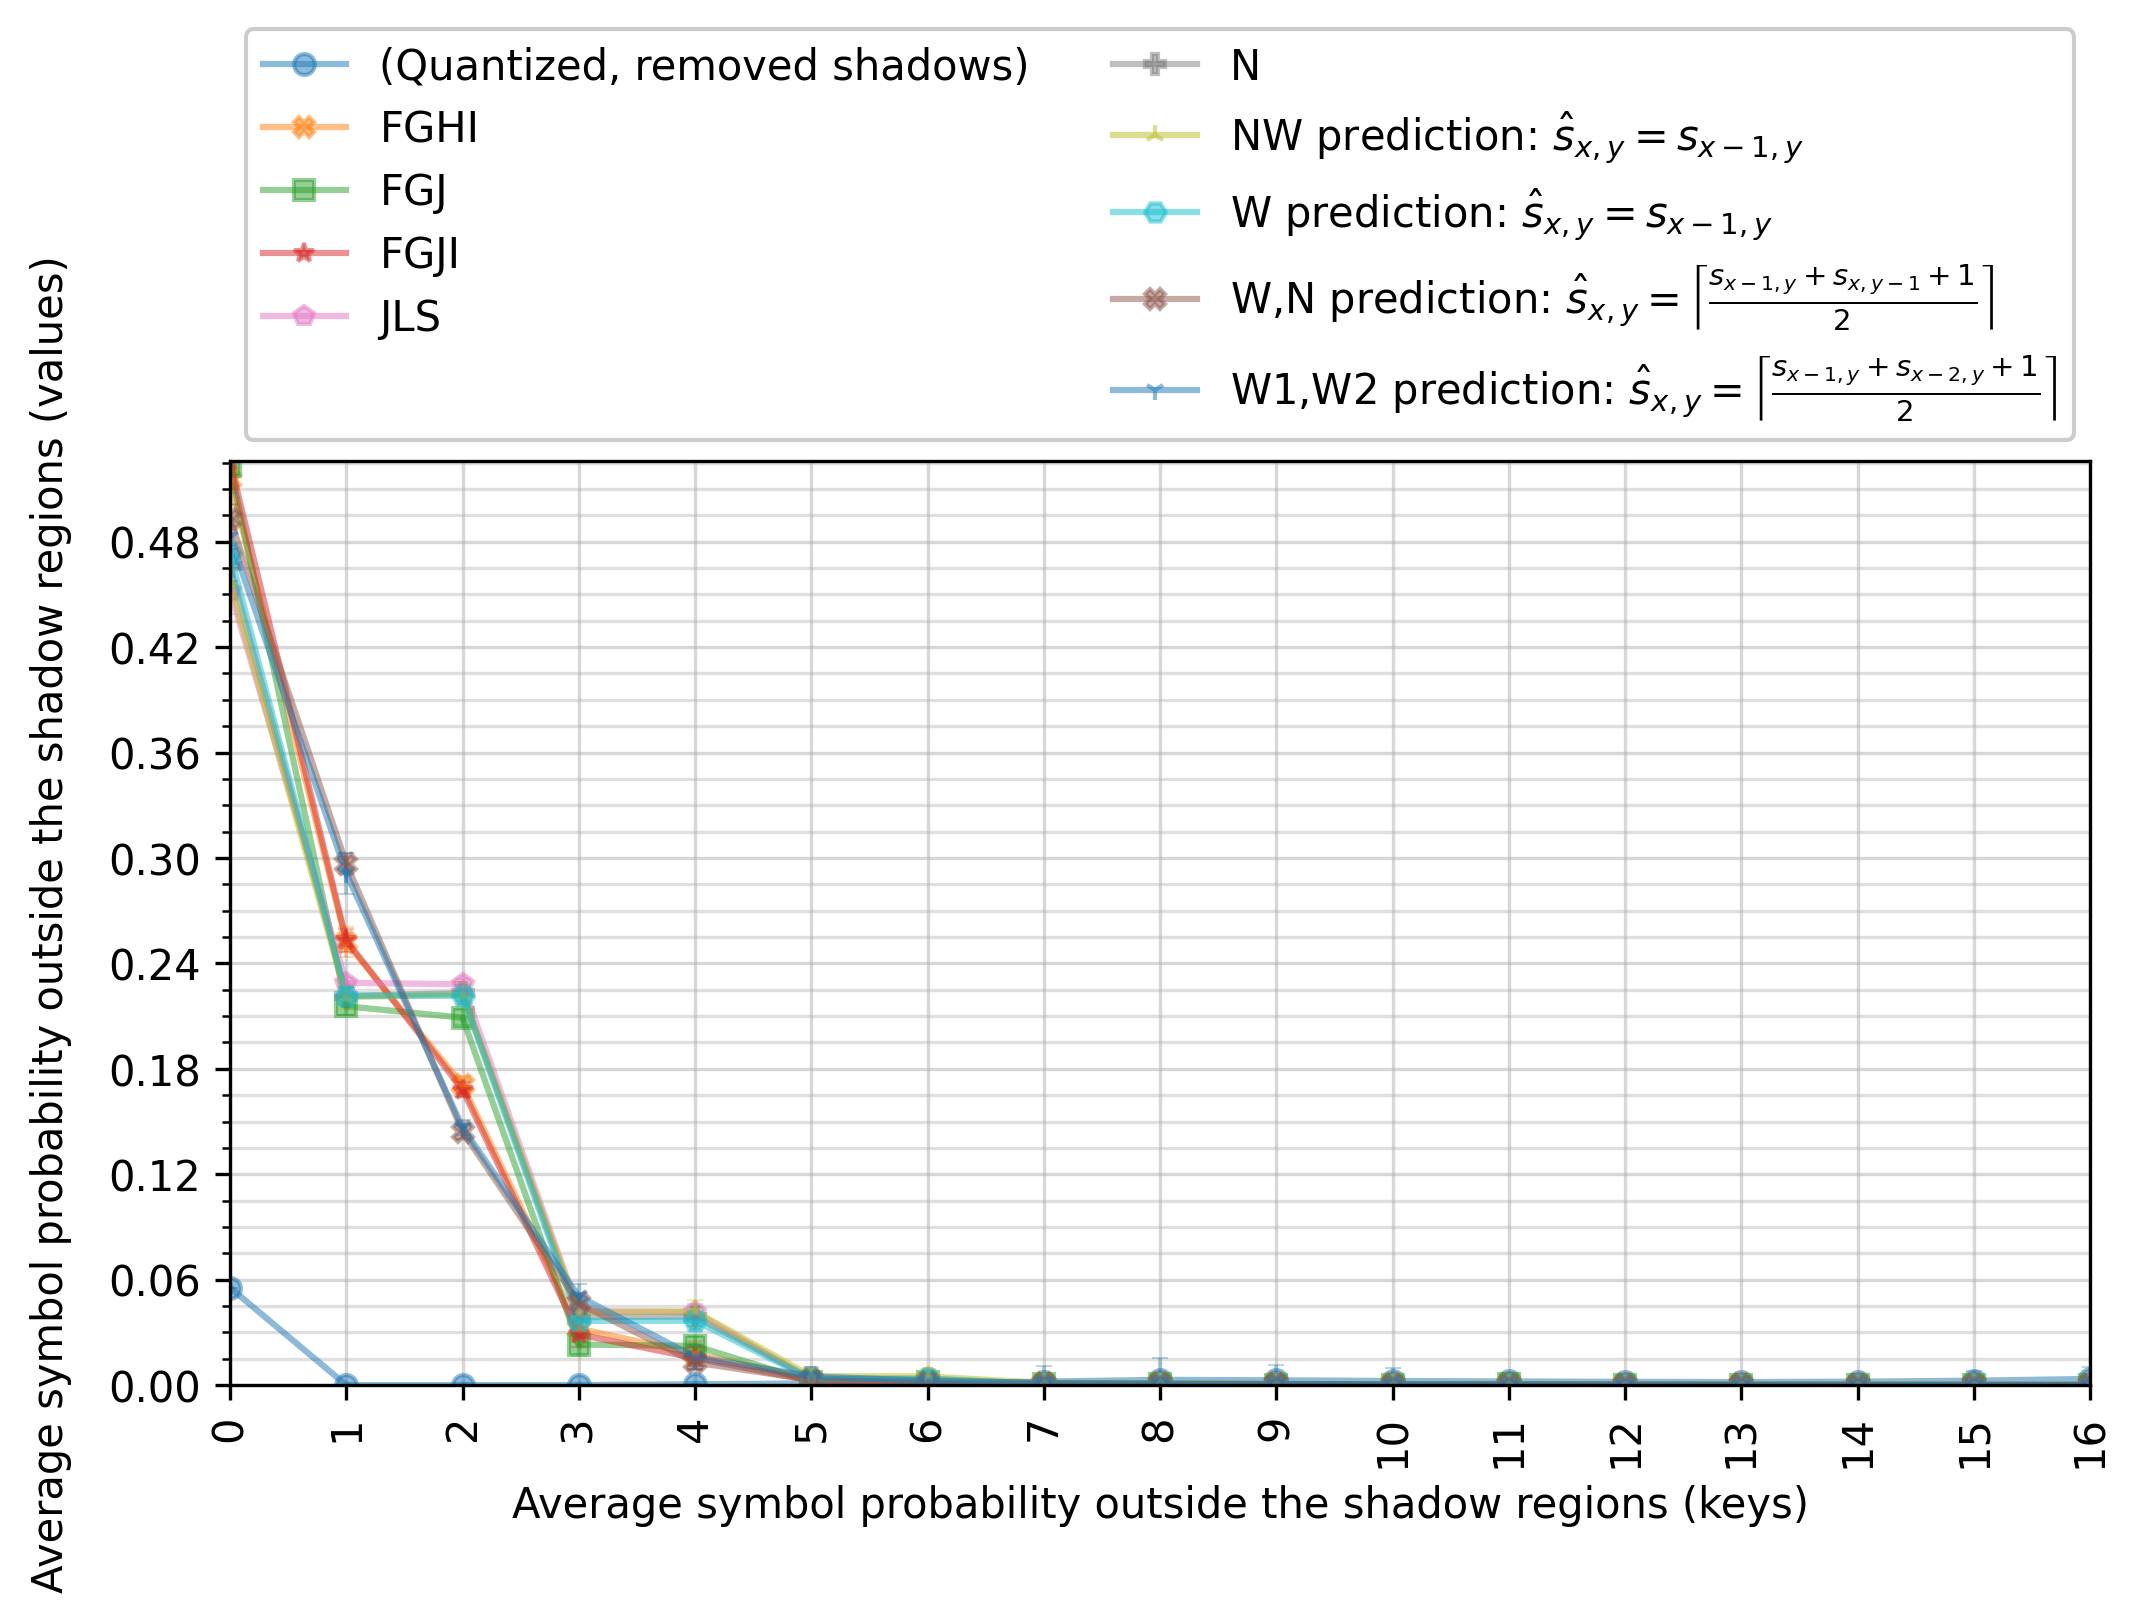 (Quantized, removed shadows)
FGHI
FGJ
FGJI
JLS
N
NW prediction: ŝ_{x,y} = s_{x−1,y}
W prediction: ŝ_{x,y} = s_{x−1,y}
W,N prediction: ŝ_{x,y} = ⌈(s_{x−1,y} + s_{x,y−1} + 1)/2⌉
W1,W2 prediction: ŝ_{x,y} = ⌈(s_{x−1,y} + s_{x−2,y} + 1)/2⌉
Average symbol probability outside the shadow regions (values)
0.48
0.42
0.36
0.30
0.24
0.18
0.12
0.06
0.00
0 1 2 3 4 5 6 7 8 9 10 11 12 13 14 15 16
Average symbol probability outside the shadow regions (keys)